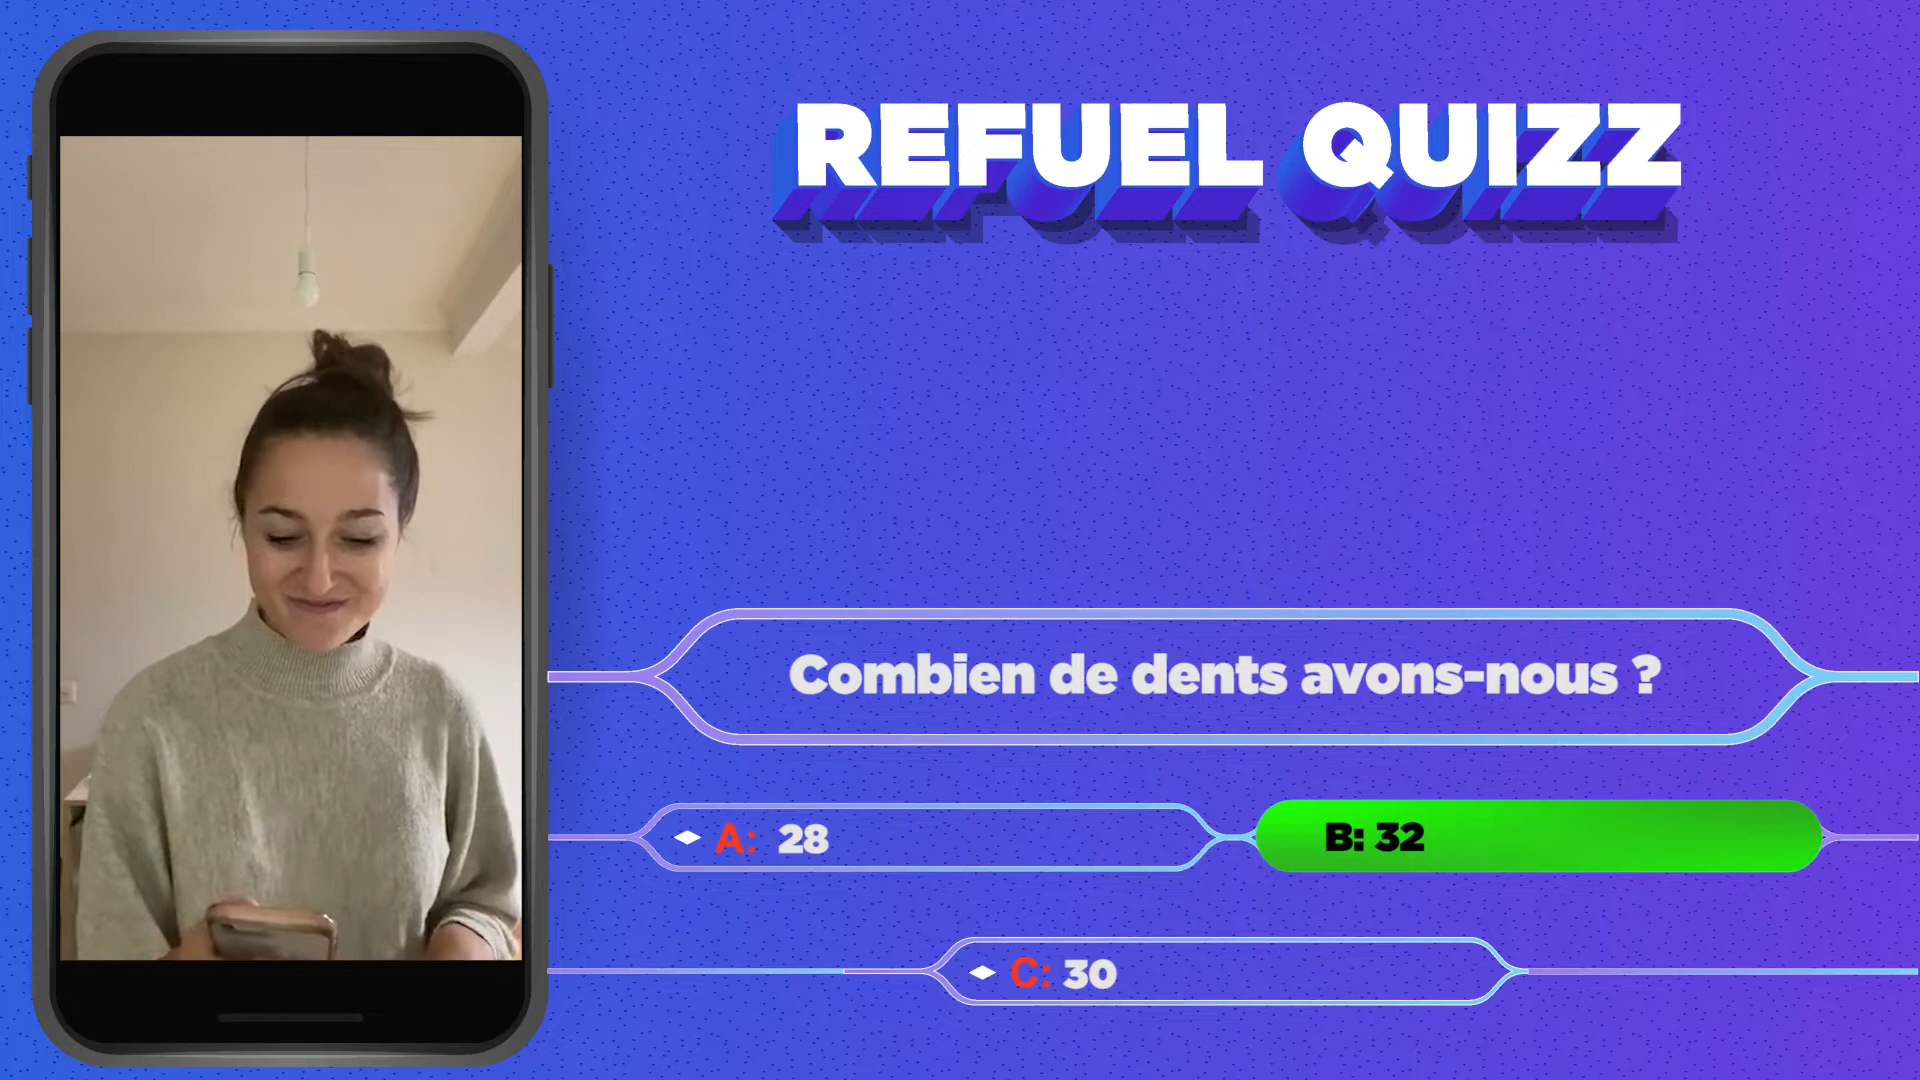 REFUEL QUIZZ
Combien de dents avons-nous ?
A: 28
B: 32
C: 30